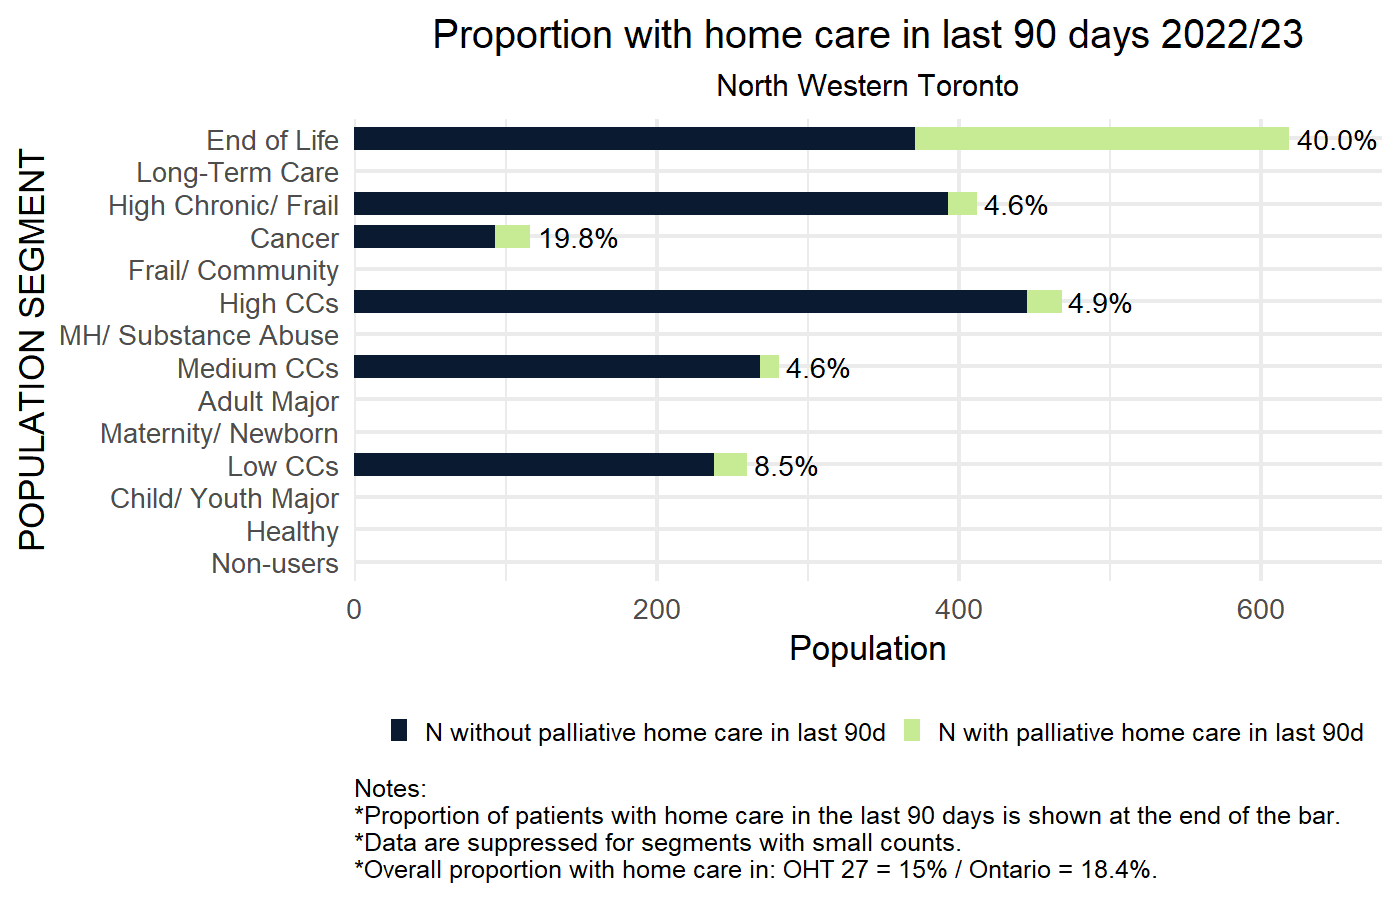 Proportion with home care in last 90 days 2022/23
North Western Toronto
POPULATION SEGMENT
End of Life 40.0%
Long-Term Care
High Chronic/ Frail 4.6%
Cancer 19.8%
Frail/ Community
High CCs 4.9%
MH/ Substance Abuse
Medium CCs 4.6%
Adult Major
Maternity/ Newborn
Low CCs 8.5%
Child/ Youth Major
Healthy
Non-users
0 200 400 600
Population
N without palliative home care in last 90d N with palliative home care in last 90d
Notes:
*Proportion of patients with home care in the last 90 days is shown at the end of the bar.
*Data are suppressed for segments with small counts.
*Overall proportion with home care in: OHT 27 = 15% / Ontario = 18.4%.